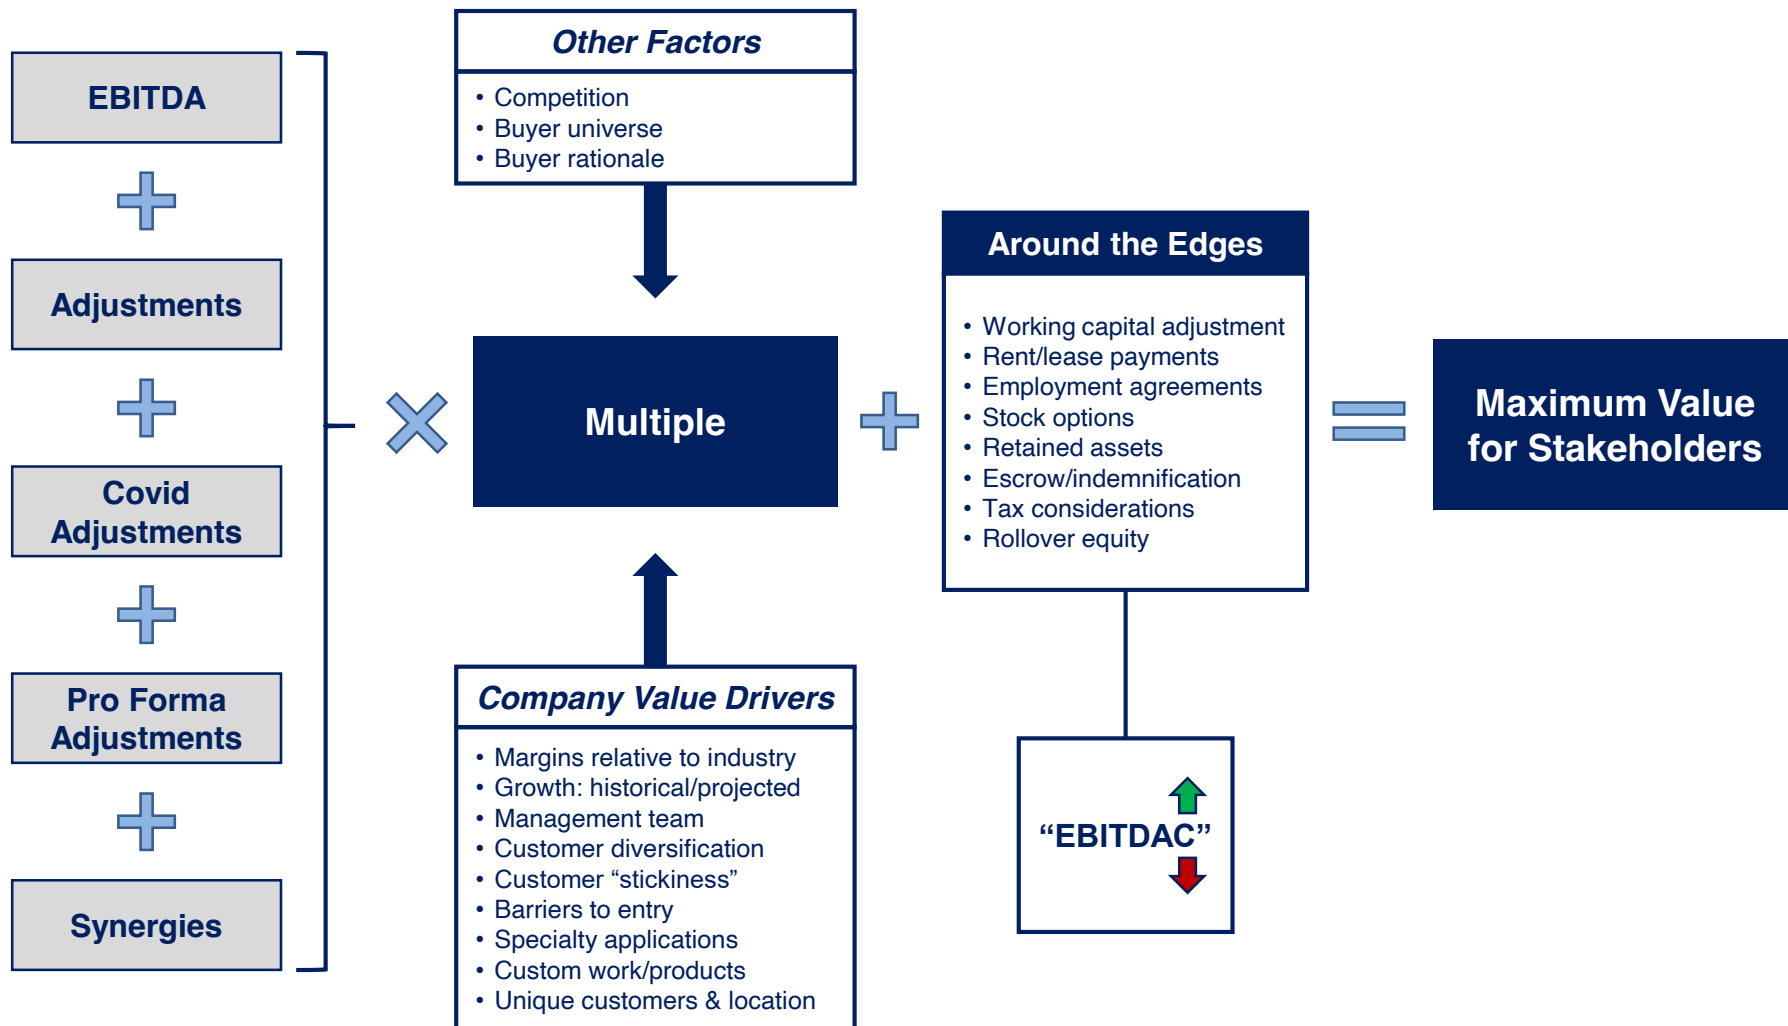 EBITDA
Adjustments
Covid
Adjustments
Pro Forma
Adjustments
Synergies
Other Factors
• Competition
• Buyer universe
• Buyer rationale
Multiple
Company Value Drivers
• Margins relative to industry
• Growth: historical/projected
• Management team
• Customer diversification
• Customer “stickiness”
• Barriers to entry
• Specialty applications
• Custom work/products
• Unique customers & location
Around the Edges
• Working capital adjustment
• Rent/lease payments
• Employment agreements
• Stock options
• Retained assets
• Escrow/indemnification
• Tax considerations
• Rollover equity
“EBITDAC”
Maximum Value
for Stakeholders